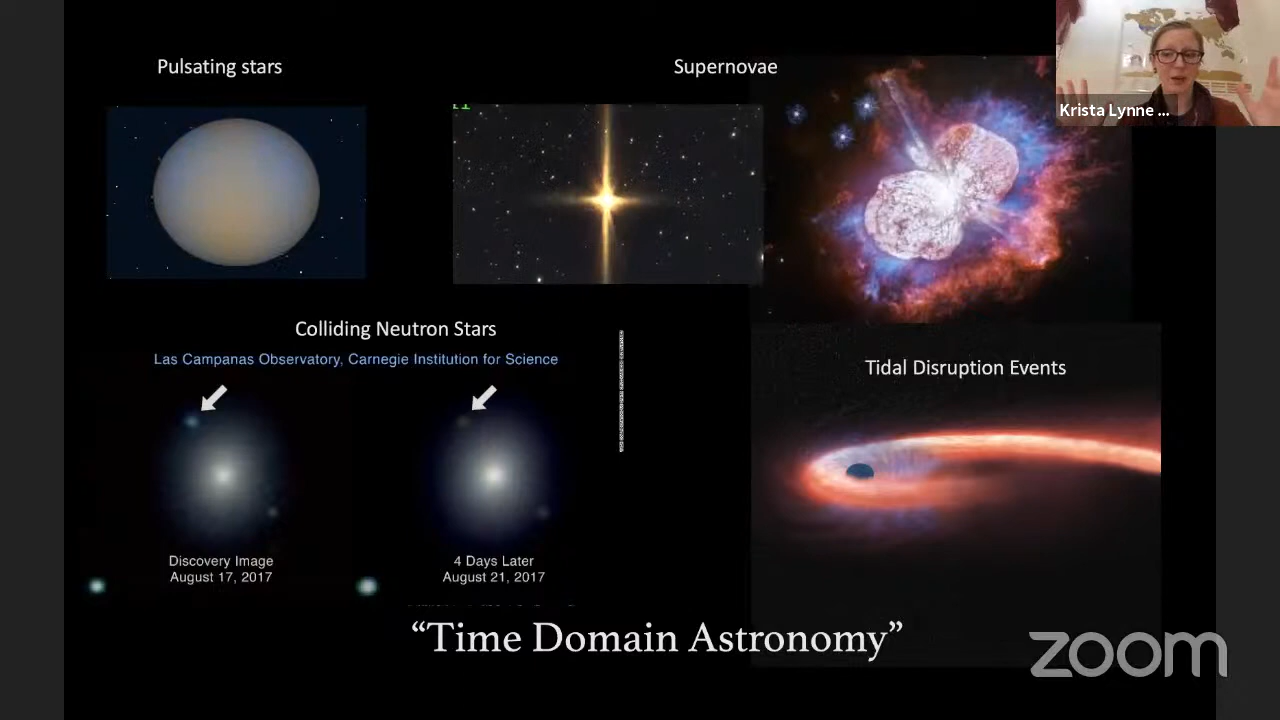 Pulsating stars
Supernovae
Krista Lynne ...
Colliding Neutron Stars
Las Campanas Observatory, Carnegie Institution for Science
Tidal Disruption Events
Discovery Image
August 17, 2017
4 Days Later
August 21, 2017
“Time Domain Astronomy”
zoom